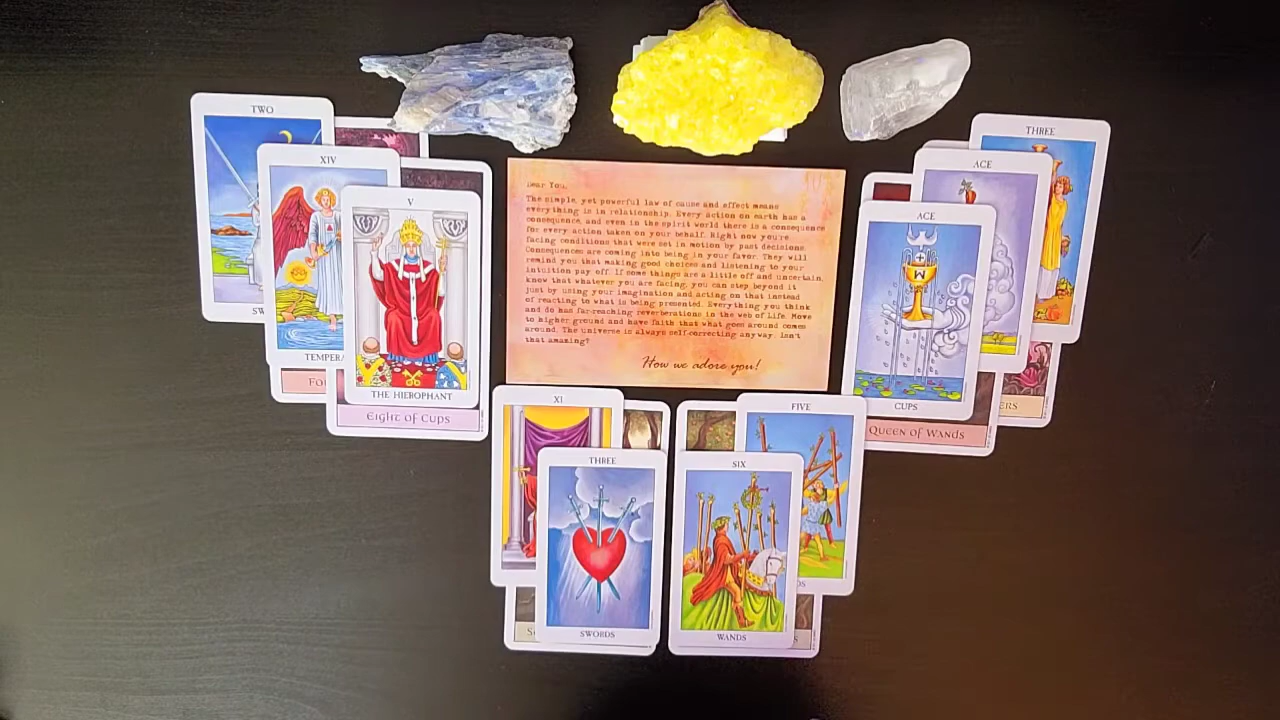 TWO
XIV
V
THE HIEROPHANT
EIGHT OF CUPS
Dear You,
The simple, yet powerful law of cause and effect means
everything is in relationship. Every action on earth has a
consequence, and even in the spirit world there is a consequence
for every action taken on your behalf. Right now you're
facing conditions that were set in motion by past decisions.
Consequences are coming into being in your favor. They will
remind you that making good choices and listening to your
intuition pay off. If some things are a little off and uncertain,
know that whatever you are facing, you can step beyond it
just by using your imagination and acting on that instead
of reacting to what is being presented. Everything you think
and do has far-reaching reverberations in the web of Life. Move
to higher ground and have faith that what goes around comes
around. The universe is always self-correcting anyway. Isn't
that amazing?
How we adore you!
THREE
ACE
ACE
CUPS
QUEEN OF WANDS
XI
THREE
SWORDS
FIVE
SIX
WANDS